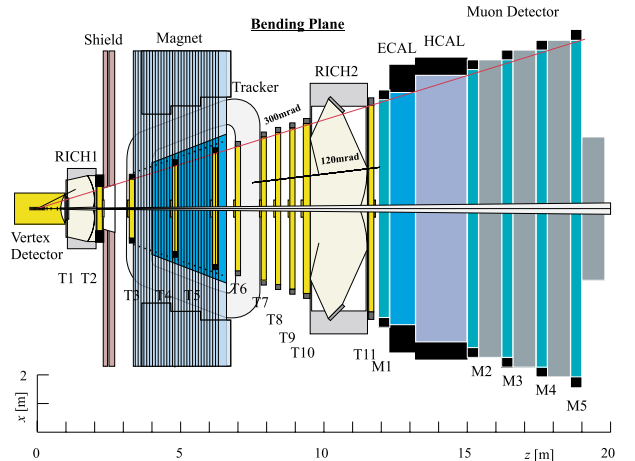 Bending Plane
Muon Detector
Shield
Magnet
ECAL
HCAL
RICH2
Tracker
300mrad
120mrad
RICH1
Vertex
Detector
T1 T2
T3
T4
T5
T6
T7
T8
T9
T10
T11
M1
M2
M3
M4
M5
2
x [m]
0 5 10 15 z [m] 20